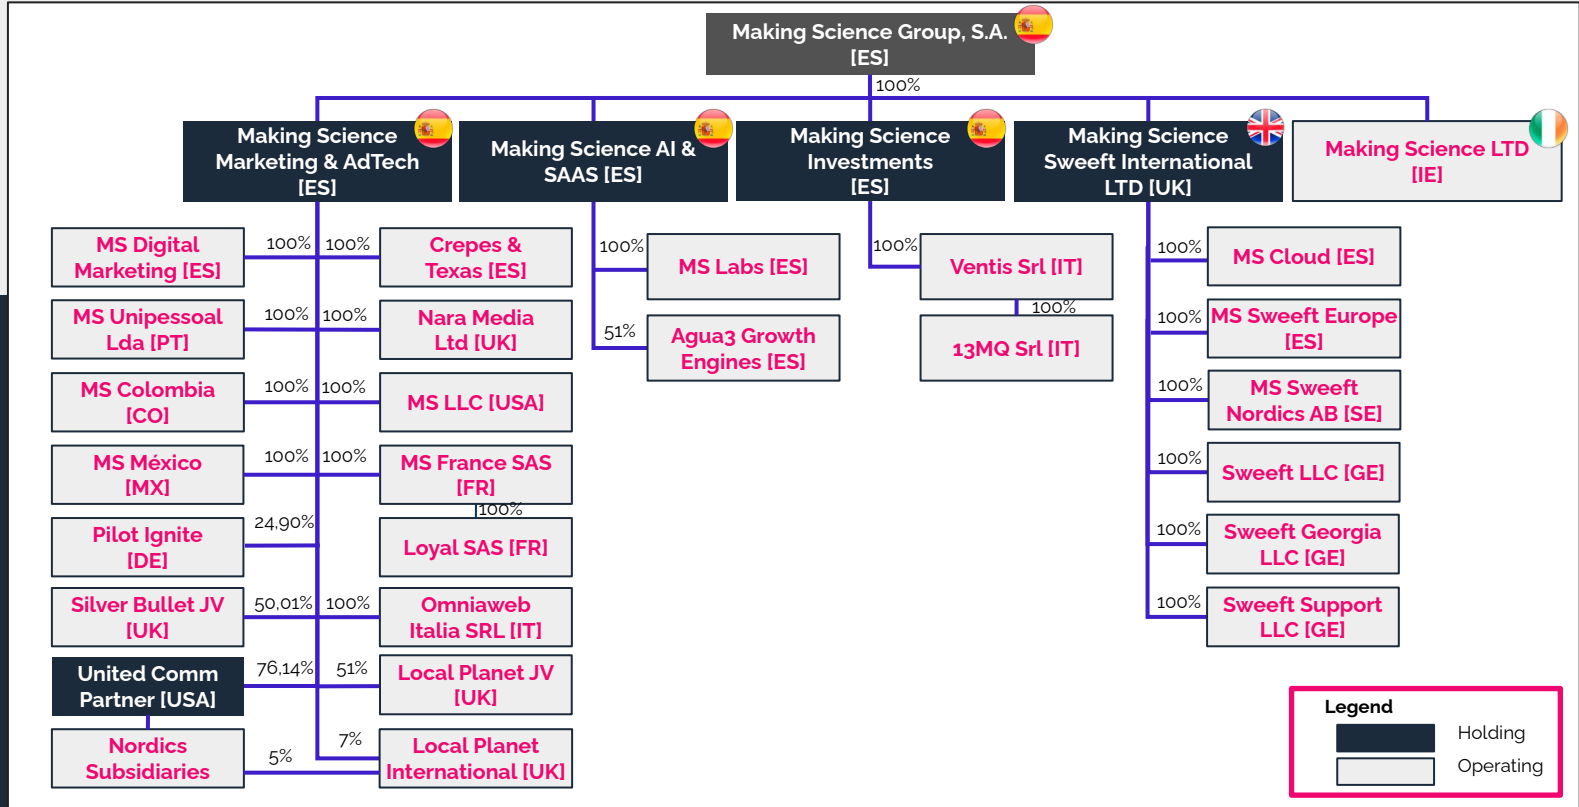 Making Science Group, S.A.
[ES]
100%
Making Science
Marketing & AdTech
[ES]
Making Science AI &
SAAS [ES]
Making Science
Investments
[ES]
Making Science
Sweeft International
LTD [UK]
Making Science LTD
[IE]
MS Digital
Marketing [ES]
100%
100%
Crepes &
Texas [ES]
MS Unipessoal
Lda [PT]
100%
100%
Nara Media
Ltd [UK]
MS Colombia
[CO]
100%
100%
MS LLC [USA]
MS México
[MX]
100%
100%
MS France SAS
[FR]
100%
Pilot Ignite
[DE]
24,90%
Loyal SAS [FR]
Silver Bullet JV
[UK]
50,01%
100%
Omniaweb
Italia SRL [IT]
United Comm
Partner [USA]
76,14%
51%
Local Planet JV
[UK]
Nordics
Subsidiaries
5%
7%
Local Planet
International [UK]
100%
MS Labs [ES]
51%
Agua3 Growth
Engines [ES]
100%
Ventis Srl [IT]
100%
13MQ Srl [IT]
100%
MS Cloud [ES]
100%
MS Sweeft Europe
[ES]
100%
MS Sweeft
Nordics AB [SE]
100%
Sweeft LLC [GE]
100%
Sweeft Georgia
LLC [GE]
100%
Sweeft Support
LLC [GE]
Legend
Holding
Operating